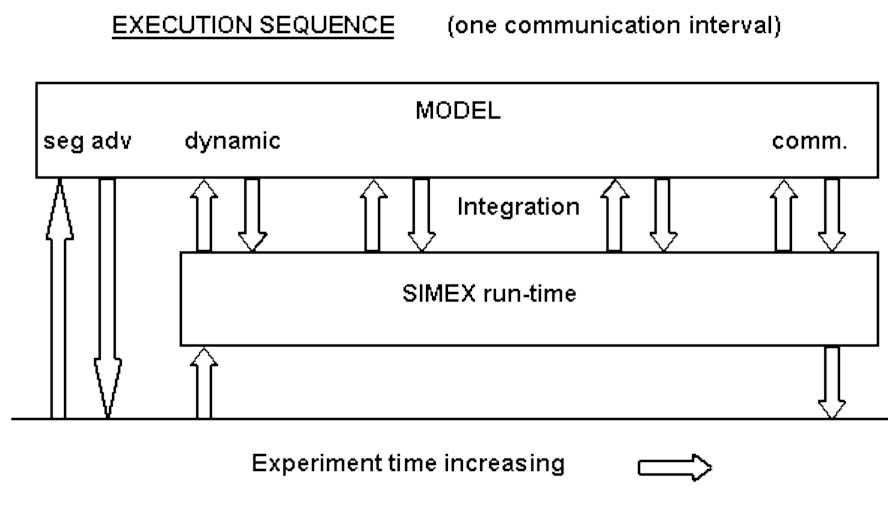 EXECUTION SEQUENCE (one communication interval)
MODEL
seg adv dynamic comm.
Integration
SIMEX run-time
Experiment time increasing